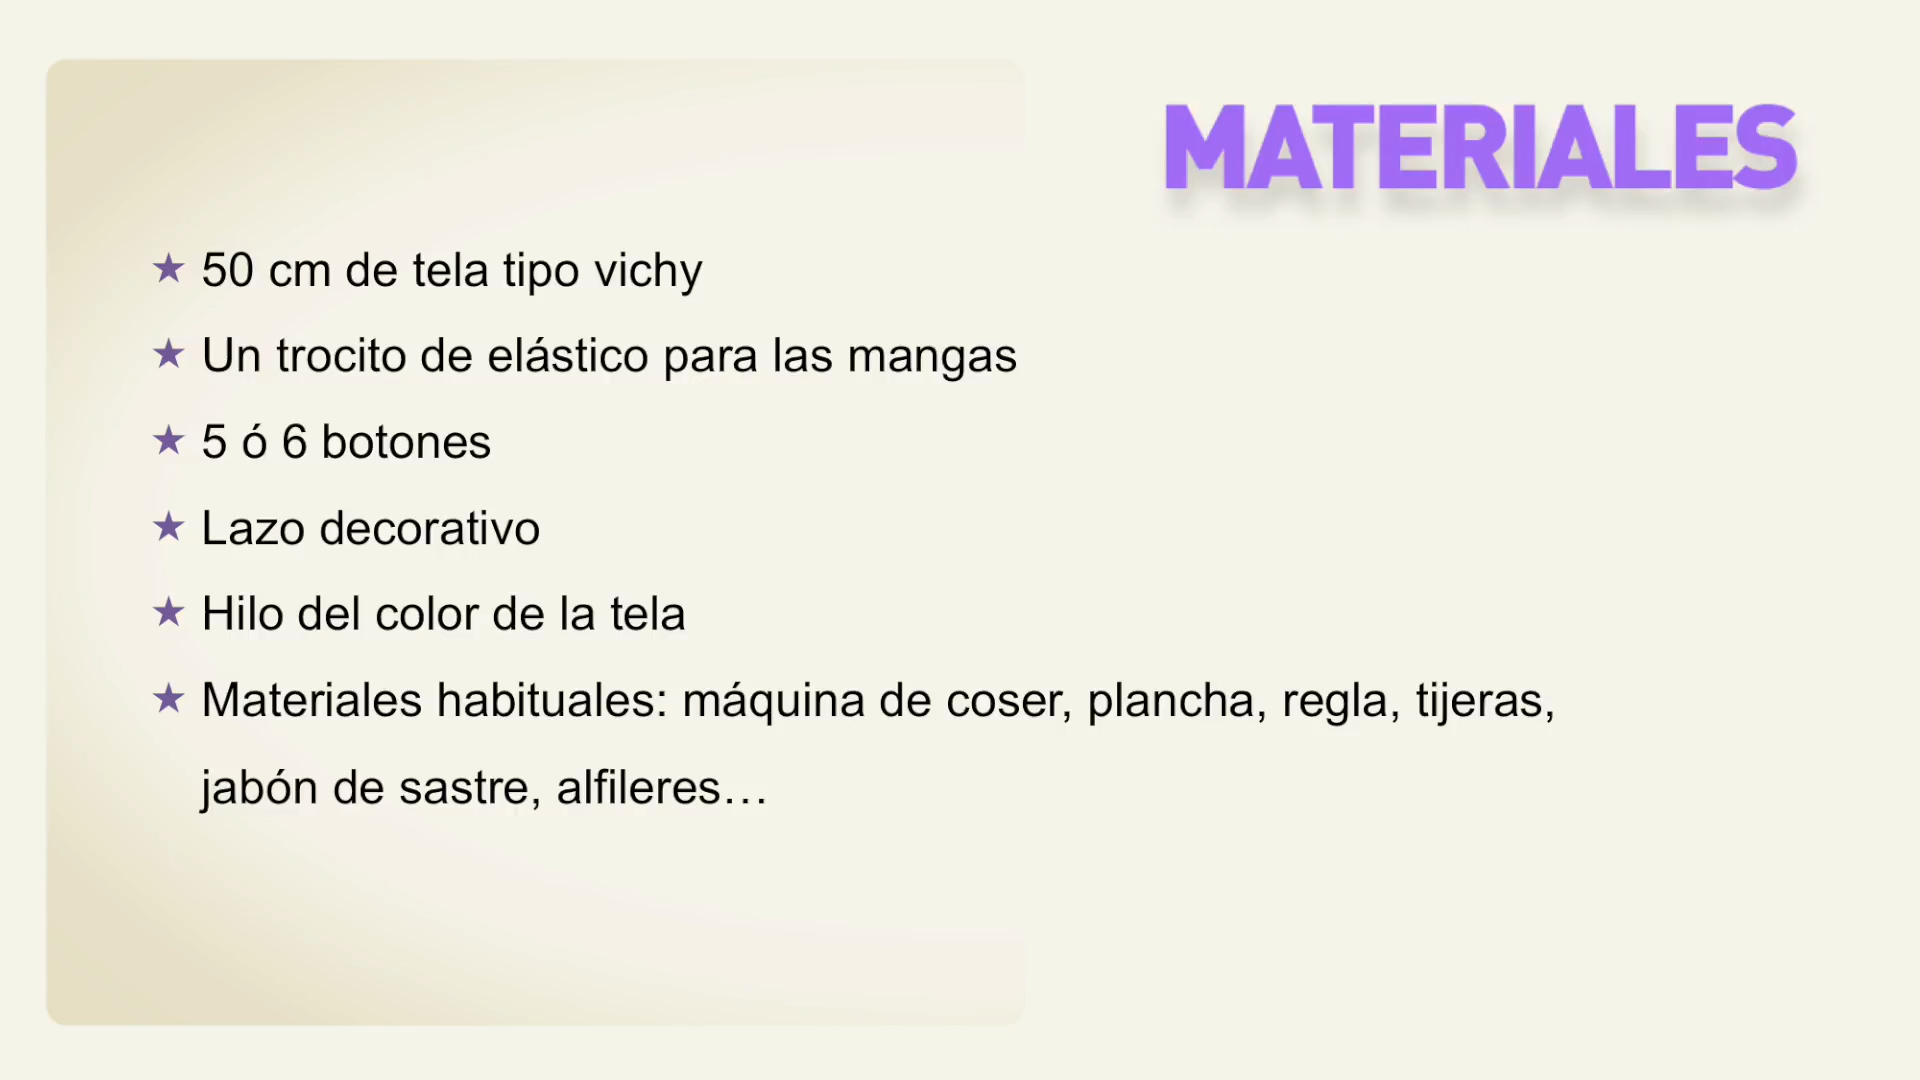 MATERIALES
★ 50 cm de tela tipo vichy
★ Un trocito de elástico para las mangas
★ 5 ó 6 botones
★ Lazo decorativo
★ Hilo del color de la tela
★ Materiales habituales: máquina de coser, plancha, regla, tijeras,
jabón de sastre, alfileres…